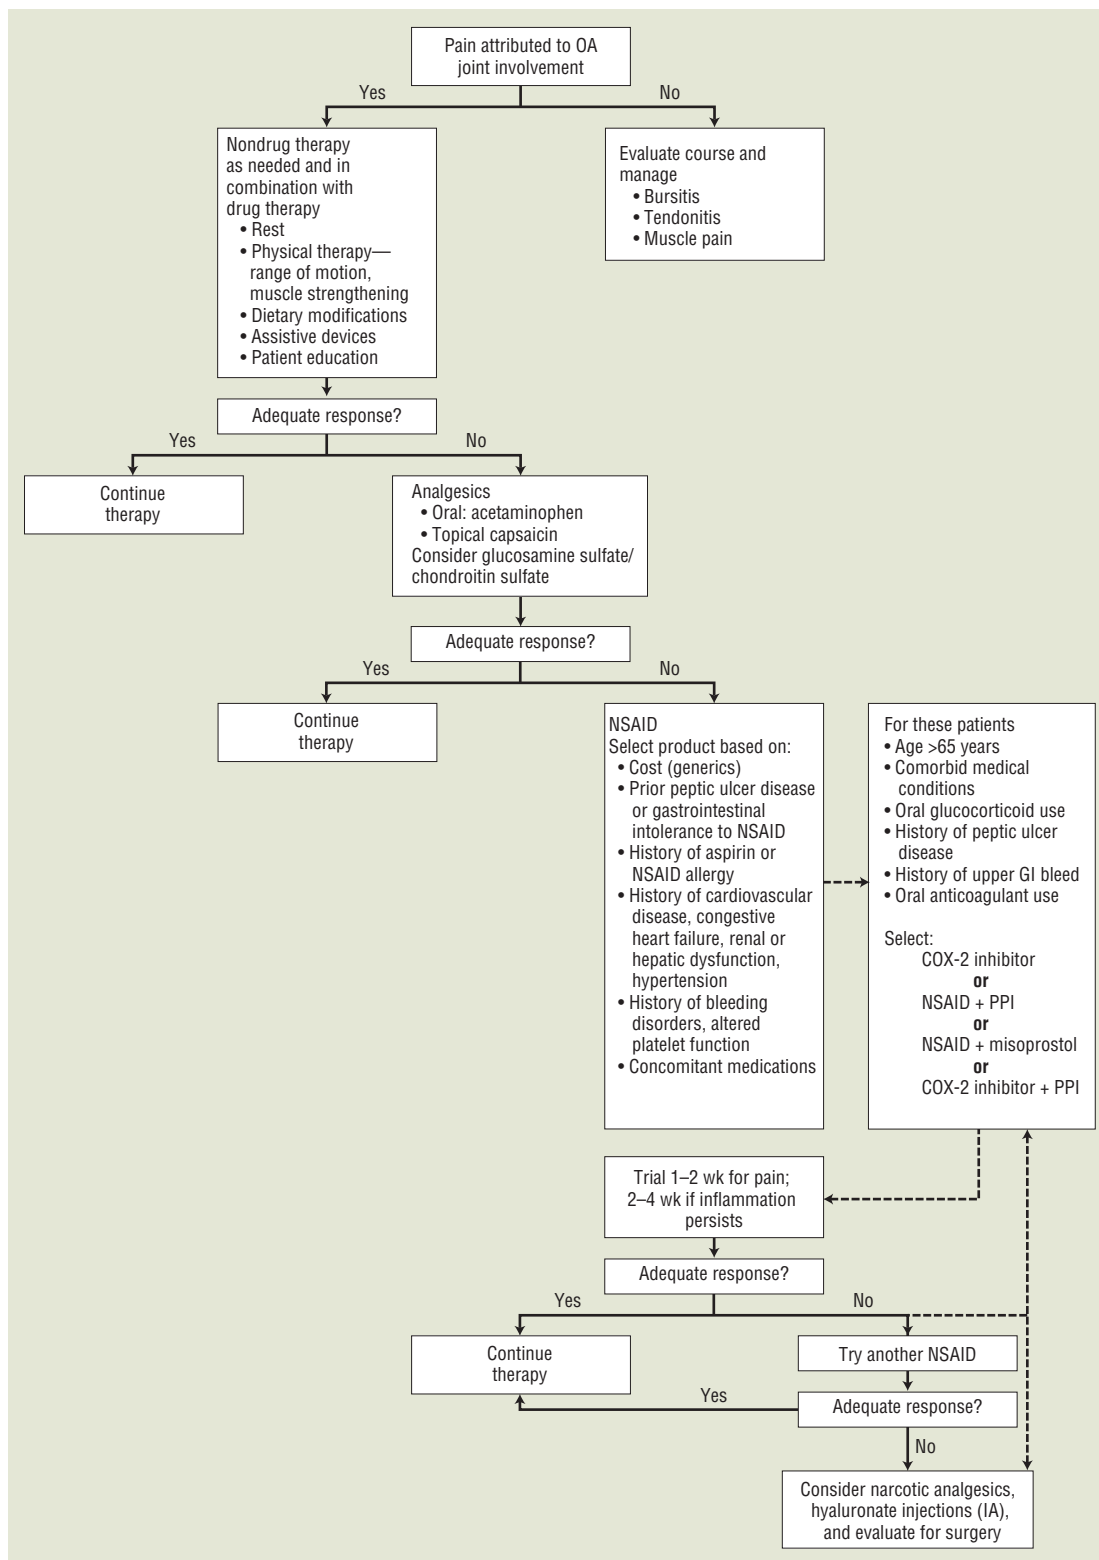 Pain attributed to OA
joint involvement
Yes
No
Nondrug therapy
as needed and in
combination with
drug therapy
• Rest
• Physical therapy—
range of motion,
muscle strengthening
• Dietary modifications
• Assistive devices
• Patient education
Evaluate course and
manage
• Bursitis
• Tendonitis
• Muscle pain
Adequate response?
Yes
No
Continue
therapy
Analgesics
• Oral: acetaminophen
• Topical capsaicin
Consider glucosamine sulfate/
chondroitin sulfate
Adequate response?
Yes
No
Continue
therapy
NSAID
Select product based on:
• Cost (generics)
• Prior peptic ulcer disease
or gastrointestinal
intolerance to NSAID
• History of aspirin or
NSAID allergy
• History of cardiovascular
disease, congestive
heart failure, renal or
hepatic dysfunction,
hypertension
• History of bleeding
disorders, altered
platelet function
• Concomitant medications
For these patients
• Age >65 years
• Comorbid medical
conditions
• Oral glucocorticoid use
• History of peptic ulcer
disease
• History of upper GI bleed
• Oral anticoagulant use
Select:
COX-2 inhibitor
or
NSAID + PPI
or
NSAID + misoprostol
or
COX-2 inhibitor + PPI
Trial 1–2 wk for pain;
2–4 wk if inflammation
persists
Adequate response?
Yes
No
Continue
therapy
Try another NSAID
Yes
Adequate response?
No
Consider narcotic analgesics,
hyaluronate injections (IA),
and evaluate for surgery